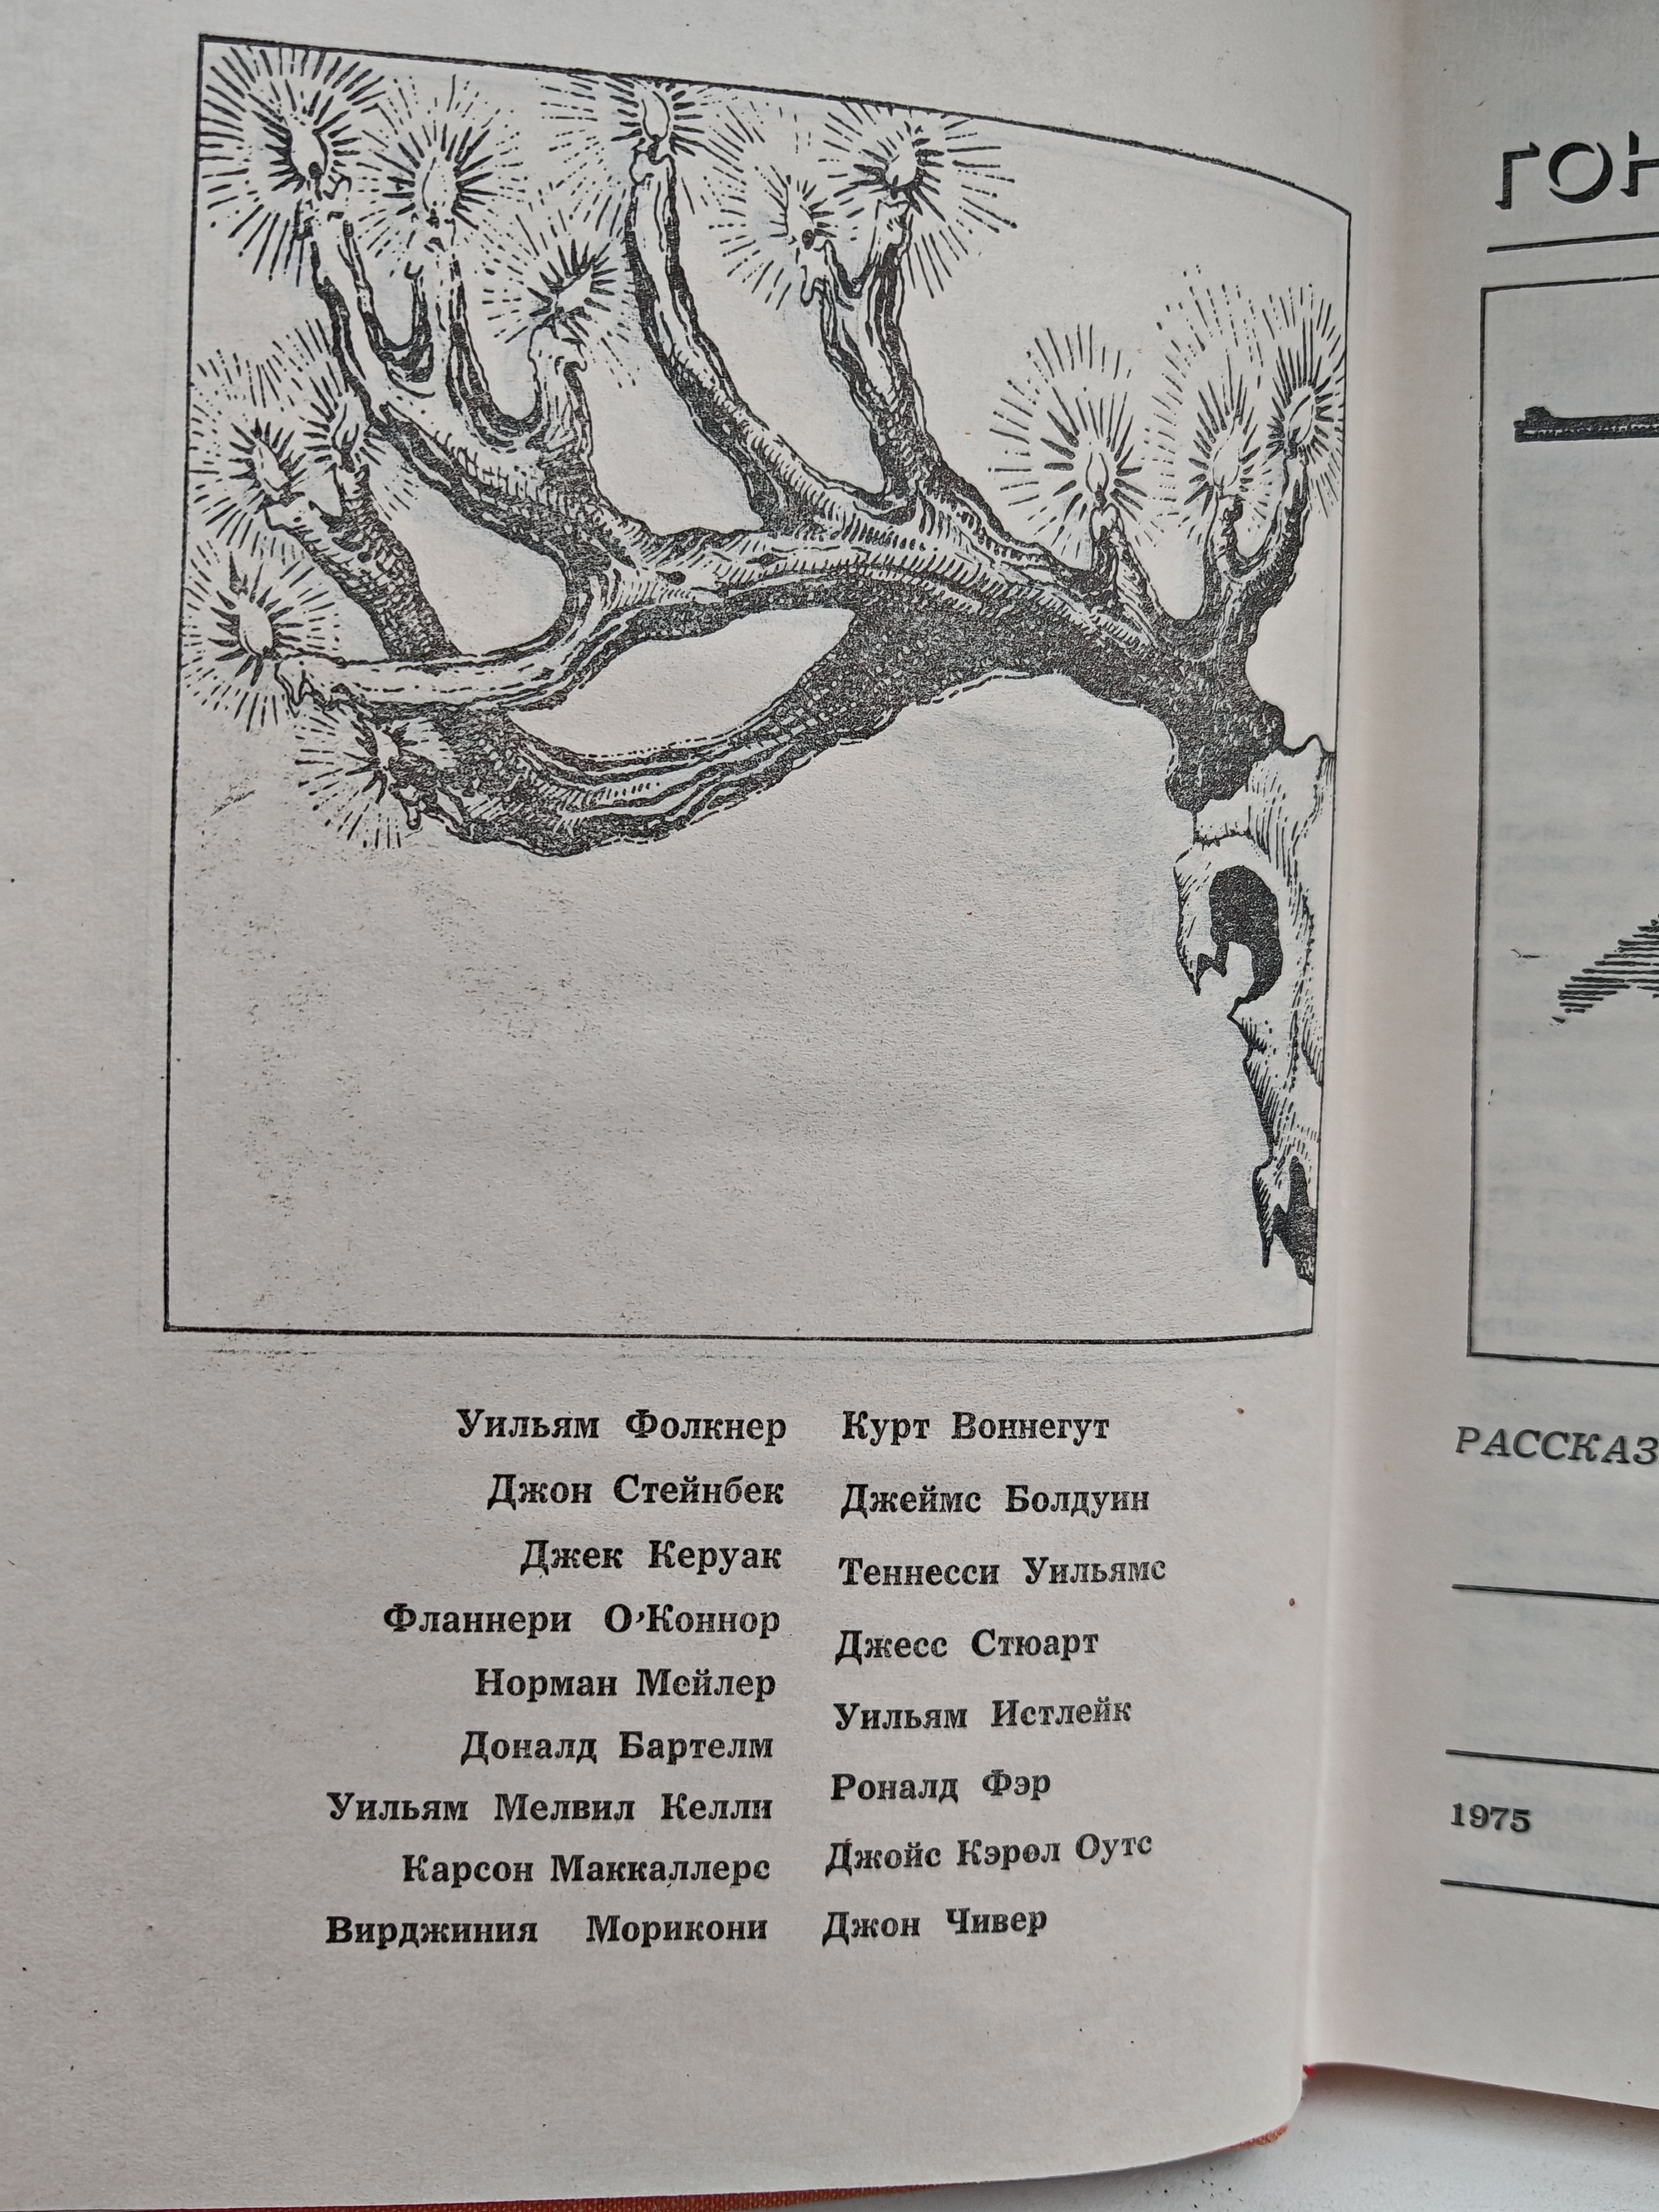 Уильям Фолкнер
Джон Стейнбек
Джек Керуак
Фланнери О’Коннор
Норман Мейлер
Доналд Бартелм
Уильям Мелвил Келли
Карсон Маккаллерс
Вирджиния Морикони
Курт Воннегут
Джеймс Болдуин
Теннесси Уильямс
Джесс Стюарт
Уильям Истлейк
Роналд Фэр
Джойс Кэрол Оутс
Джон Чивер
ГОН
РАССКАЗ
1975